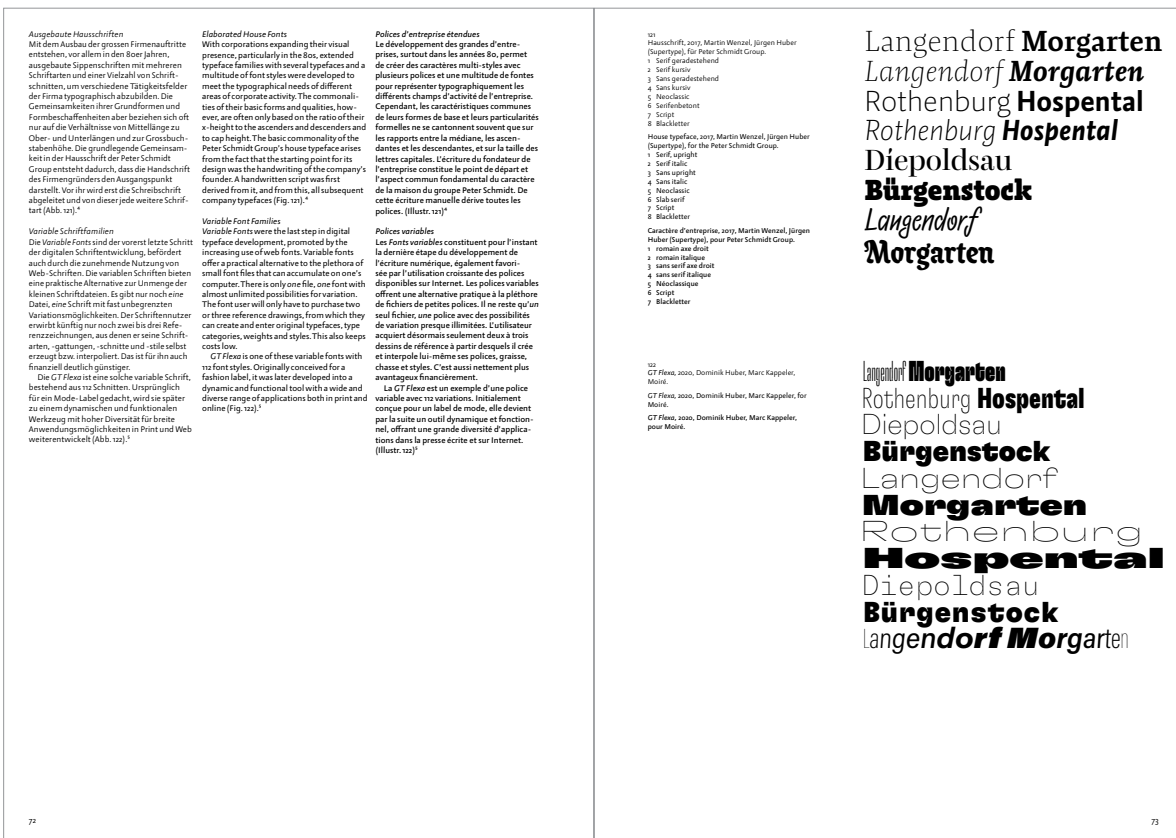 Ausgebaute Hausschriften
Mit dem Ausbau der grossen Firmenauftritte
entstehen, vor allem in den 80er Jahren,
ausgebaute Sippenschriften mit mehreren
Schriftarten und einer Vielzahl von Schrift-
schnitten, um verschiedene Tätigkeitsfelder
der Firma typographisch abzubilden. Die
Gemeinsamkeiten ihrer Grundformen und
Formbeschaffenheiten aber beziehen sich oft
nur auf die Verhältnisse von Mittellänge zu
Ober- und Unterlängen und zur Grossbuch-
stabenhöhe. Die grundlegende Gemeinsam-
keit in der Hausschrift der Peter Schmidt
Group entsteht dadurch, dass die Handschrift
des Firmengründers den Ausgangspunkt
darstellt. Vor ihr wird erst die Schreibschrift
abgeleitet und von dieser jede weitere Schrif-
tart (Abb. 121).⁴
Variable Schriftfamilien
Die Variable Fonts sind der vorerst letzte Schritt
der digitalen Schriftentwicklung, befördert
auch durch die zunehmende Nutzung von
Web-Schriften. Die variablen Schriften bieten
eine praktische Alternative zur Unmenge der
kleinen Schriftdateien. Es gibt nur noch eine
Datei, eine Schrift mit fast unbegrenzten
Variationsmöglichkeiten. Der Schriftennutzer
erwirbt künftig nur noch zwei bis drei Refe-
renzzeichnungen, aus denen er seine Schrift-
arten, -gattungen, -schnitte und -stile selbst
erzeugt bzw. interpoliert. Das ist für ihn auch
finanziell deutlich günstiger.
Die GT Flexa ist eine solche variable Schrift,
bestehend aus 112 Schnitten. Ursprünglich
für ein Mode-Label gedacht, wird sie später
zu einem dynamischen und funktionalen
Werkzeug mit hoher Diversität für breite
Anwendungsmöglichkeiten in Print und Web
weiterentwickelt (Abb. 122).⁵
Elaborated House Fonts
With corporations expanding their visual
presence, particularly in the 80s, extended
typeface families with several typefaces and a
multitude of font styles were developed to
meet the typographical needs of different
areas of corporate activity. The commonali-
ties of their basic forms and qualities, how-
ever, are often only based on the ratio of their
x-height to the ascenders and descenders and
to cap height. The basic commonality of the
Peter Schmidt Group's house typeface arises
from the fact that the starting point for its
design was the handwriting of the company's
founder. A handwritten script was first
derived from it, and from this, all subsequent
company typefaces (Fig. 121).⁴
Variable Font Families
Variable Fonts were the last step in digital
typeface development, promoted by the
increasing use of web fonts. Variable fonts
offer a practical alternative to the plethora of
small font files that can accumulate on one's
computer. There is only one file, one font with
almost unlimited possibilities for variation.
The font user will only have to purchase two
or three reference drawings, from which they
can create and enter original typefaces, type
categories, weights and styles. This also keeps
costs low.
GT Flexa is one of these variable fonts with
112 font styles. Originally conceived for a
fashion label, it was later developed into a
dynamic and functional tool with a wide and
diverse range of applications both in print and
online (Fig. 122).⁵
Polices d'entreprise étendues
Le développement des grandes d'entre-
prises, surtout dans les années 80, permet
de créer des caractères multi-styles avec
plusieurs polices et une multitude de fontes
pour représenter typographiquement les
différents champs d'activité de l'entreprise.
Cependant, les caractéristiques communes
de leurs formes de base et leurs particularités
formelles ne se cantonnent souvent que sur
les rapports entre la médiane, les ascen-
dantes et les descendantes, et sur la taille des
lettres capitales. L'écriture du fondateur de
l'entreprise constitue le point de départ et
l'aspect commun fondamental du caractère
de la maison du groupe Peter Schmidt. De
cette écriture manuelle dérive toutes les
polices. (Illustr. 121)⁴
Polices variables
Les Fonts variables constituent pour l'instant
la dernière étape du développement de
l'écriture numérique, également favori-
sée par l'utilisation croissante des polices
disponibles sur Internet. Les polices variables
offrent une alternative pratique à la pléthore
de fichiers de petites polices. Il ne reste qu'un
seul fichier, une police avec des possibilités
de variation presque illimitées. L'utilisateur
acquiert désormais seulement deux à trois
dessins de référence à partir desquels il crée
et interpole lui-même ses polices, graisse,
chasse et styles. C'est aussi nettement plus
avantageux financièrement.
La GT Flexa est un exemple d'une police
variable avec 112 variations. Initialement
conçue pour un label de mode, elle devient
par la suite un outil dynamique et fonction-
nel, offrant une grande diversité d'applica-
tions dans la presse écrite et sur Internet.
(Illustr. 122)⁵
72
121
Hausschrift, 2017, Martin Wenzel, Jürgen Huber
(Supertype), für Peter Schmidt Group.
1 Serif geradestehend
2 Serif kursiv
3 Sans geradestehend
4 Sans kursiv
5 Neoclassic
6 Serifenbetont
7 Script
8 Blackletter
House typeface, 2017, Martin Wenzel, Jürgen Huber
(Supertype), for the Peter Schmidt Group.
1 Serif, upright
2 Serif italic
3 Sans upright
4 Sans italic
5 Neoclassic
6 Slab serif
7 Script
8 Blackletter
Caractère d'entreprise, 2017, Martin Wenzel, Jürgen
Huber (Supertype), pour Peter Schmidt Group.
1 romain axe droit
2 romain italique
3 sans serif axe droit
4 sans serif italique
5 Néoclassique
6 Script
7 Blackletter
Langendorf Morgarten
Langendorf Morgarten
Rothenburg Hospental
Rothenburg Hospental
Diepoldsau
Bürgenstock
Langendorf
Morgarten
122
GT Flexa, 2020, Dominik Huber, Marc Kappeler,
Moiré.
GT Flexa, 2020, Dominik Huber, Marc Kappeler, for
Moiré.
GT Flexa, 2020, Dominik Huber, Marc Kappeler,
pour Moiré.
Langendorf Morgarten
Rothenburg Hospental
Diepoldsau
Bürgenstock
Langendorf
Morgarten
Rothenburg
Hospental
Diepoldsau
Bürgenstock
Langendorf Morgarten
73